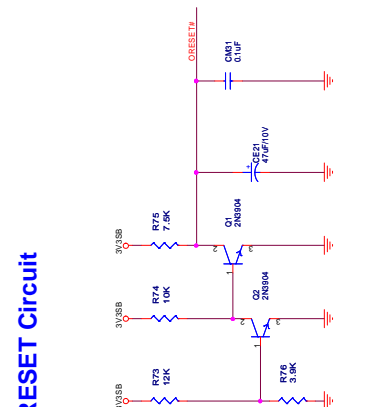 RESET Circuit
ORESET#
CM31
0.1uF
+
CE21
47uF/10V
3V3SB
R75
7.5K
Q1
2N3904
2
3
1
3V3SB
R74
10K
Q2
2N3904
2
3
1
3V3SB
R73
12K
R76
3.9K